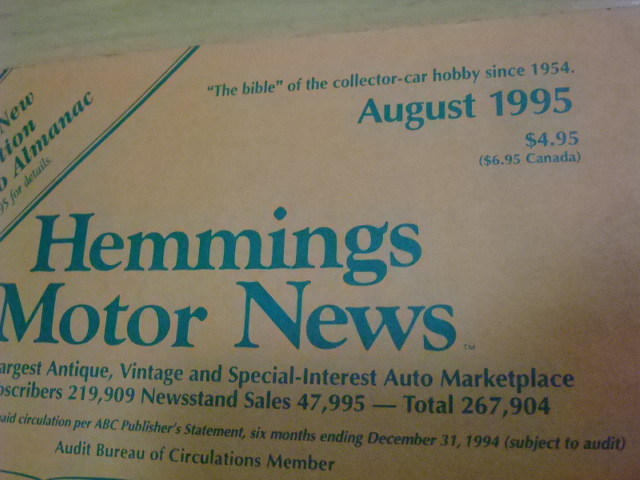 New
Almanac
for details.
"The bible" of the collector-car hobby since 1954.
August 1995
$4.95
($6.95 Canada)
Hemmings
Motor News™
argest Antique, Vintage and Special-Interest Auto Marketplace
bscribers 219,909 Newsstand Sales 47,995 — Total 267,904
aid circulation per ABC Publisher's Statement, six months ending December 31, 1994 (subject to audit)
Audit Bureau of Circulations Member